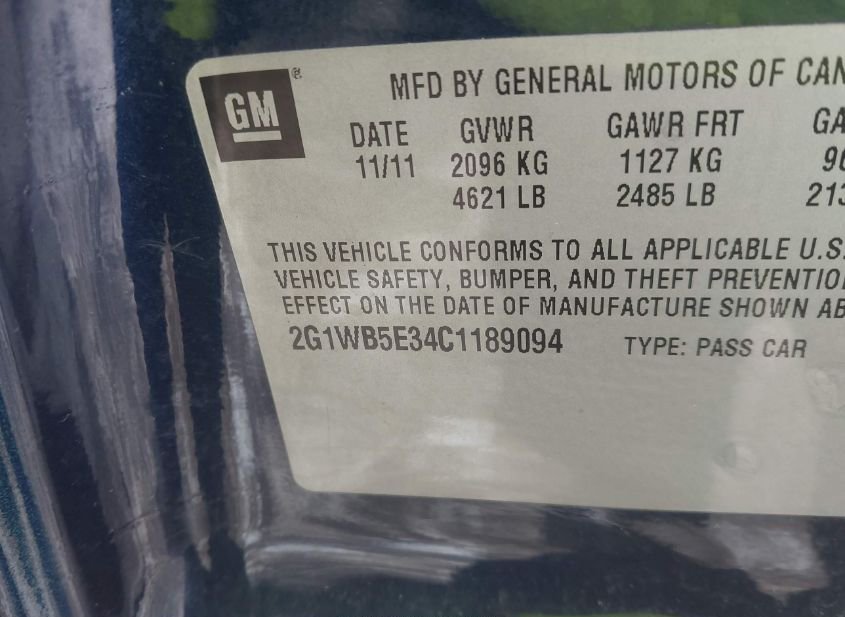 GM ®
MFD BY GENERAL MOTORS OF CAN
DATE GVWR GAWR FRT GA
11/11 2096 KG 1127 KG
4621 LB 2485 LB 213
THIS VEHICLE CONFORMS TO ALL APPLICABLE U.S.
VEHICLE SAFETY, BUMPER, AND THEFT PREVENTIO
EFFECT ON THE DATE OF MANUFACTURE SHOWN AB
2G1WB5E34C1189094 TYPE: PASS CAR